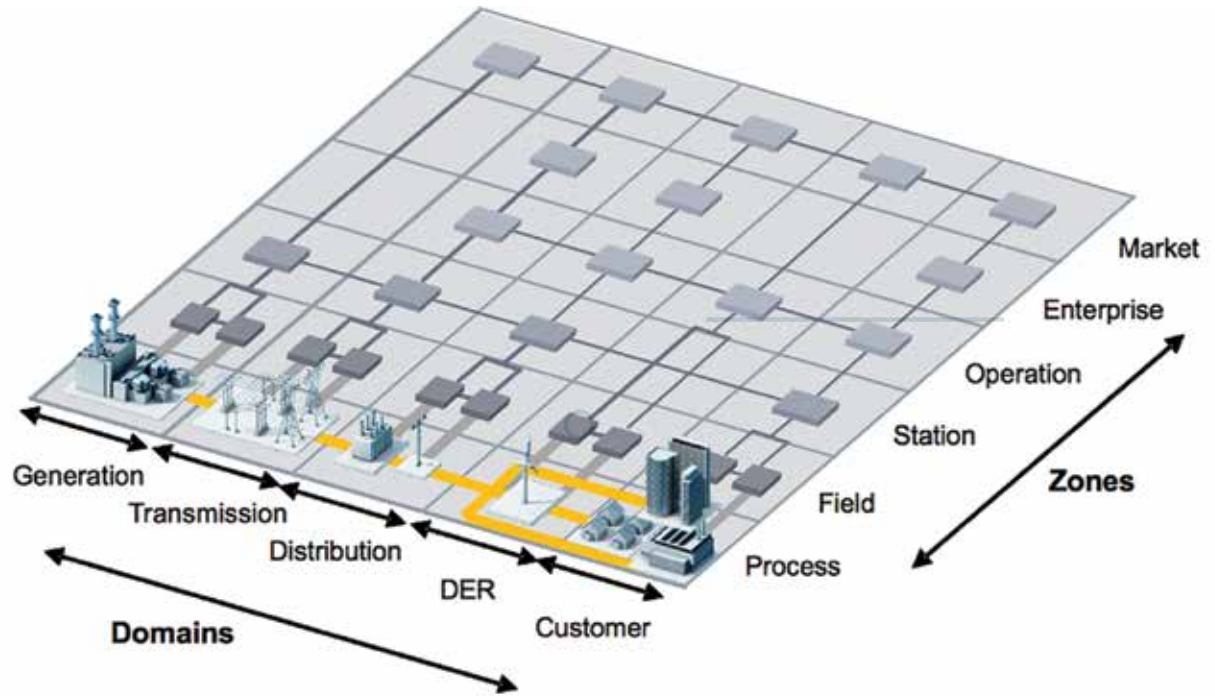 Market
Enterprise
Operation
Station
Zones
Field
Process
Generation
Transmission
Distribution
DER
Customer
Domains